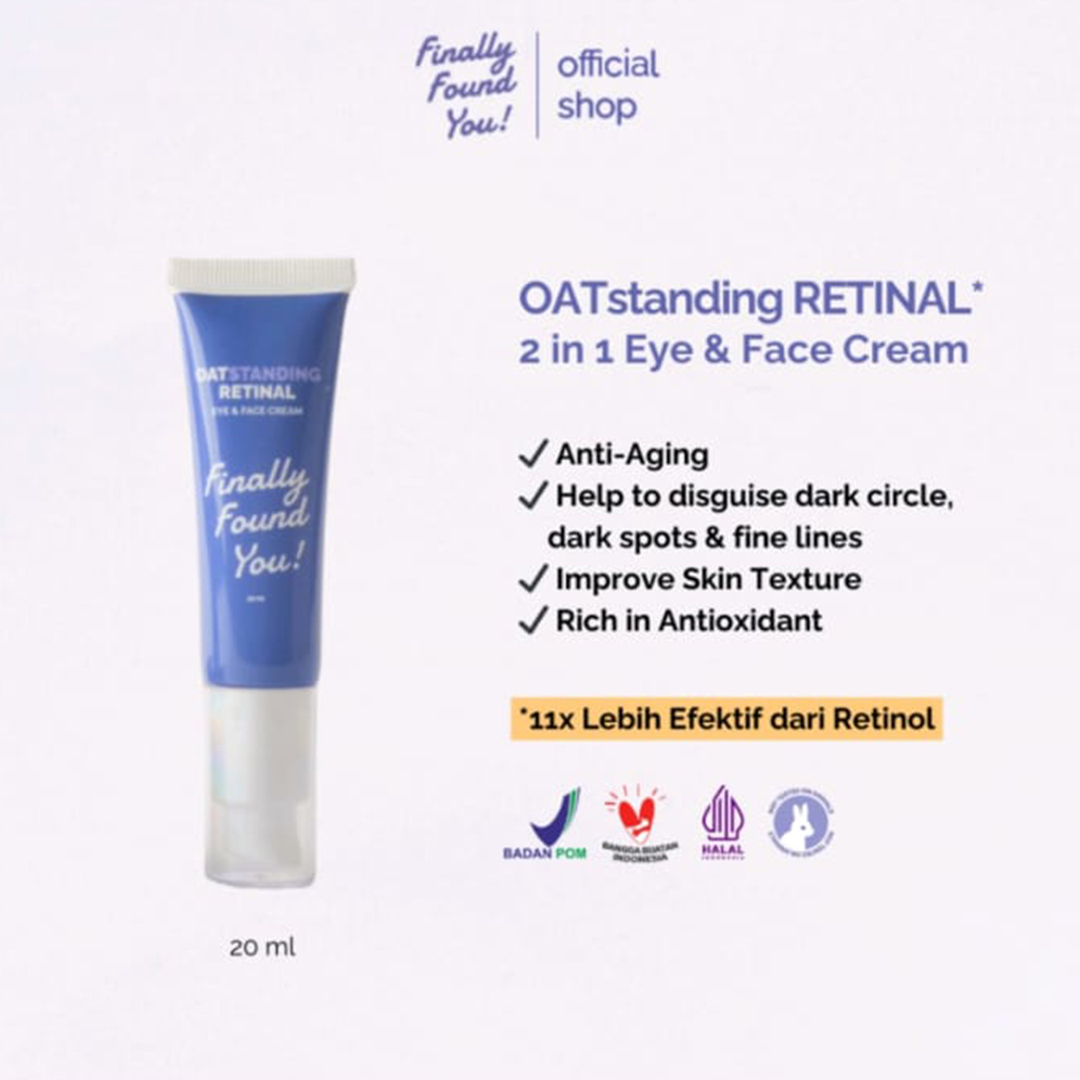 Finally
Found
You!
official
shop
OATSTANDING
RETINAL
EYE & FACE CREAM
Finally
Found
You!
OATstanding RETINAL*
2 in 1 Eye & Face Cream
✓ Anti-Aging
✓ Help to disguise dark circle,
dark spots & fine lines
✓ Improve Skin Texture
✓ Rich in Antioxidant
*11x Lebih Efektif dari Retinol
BADAN POM
BANGGA BUATAN
INDONESIA
HALAL
INDONESIA
20 ml